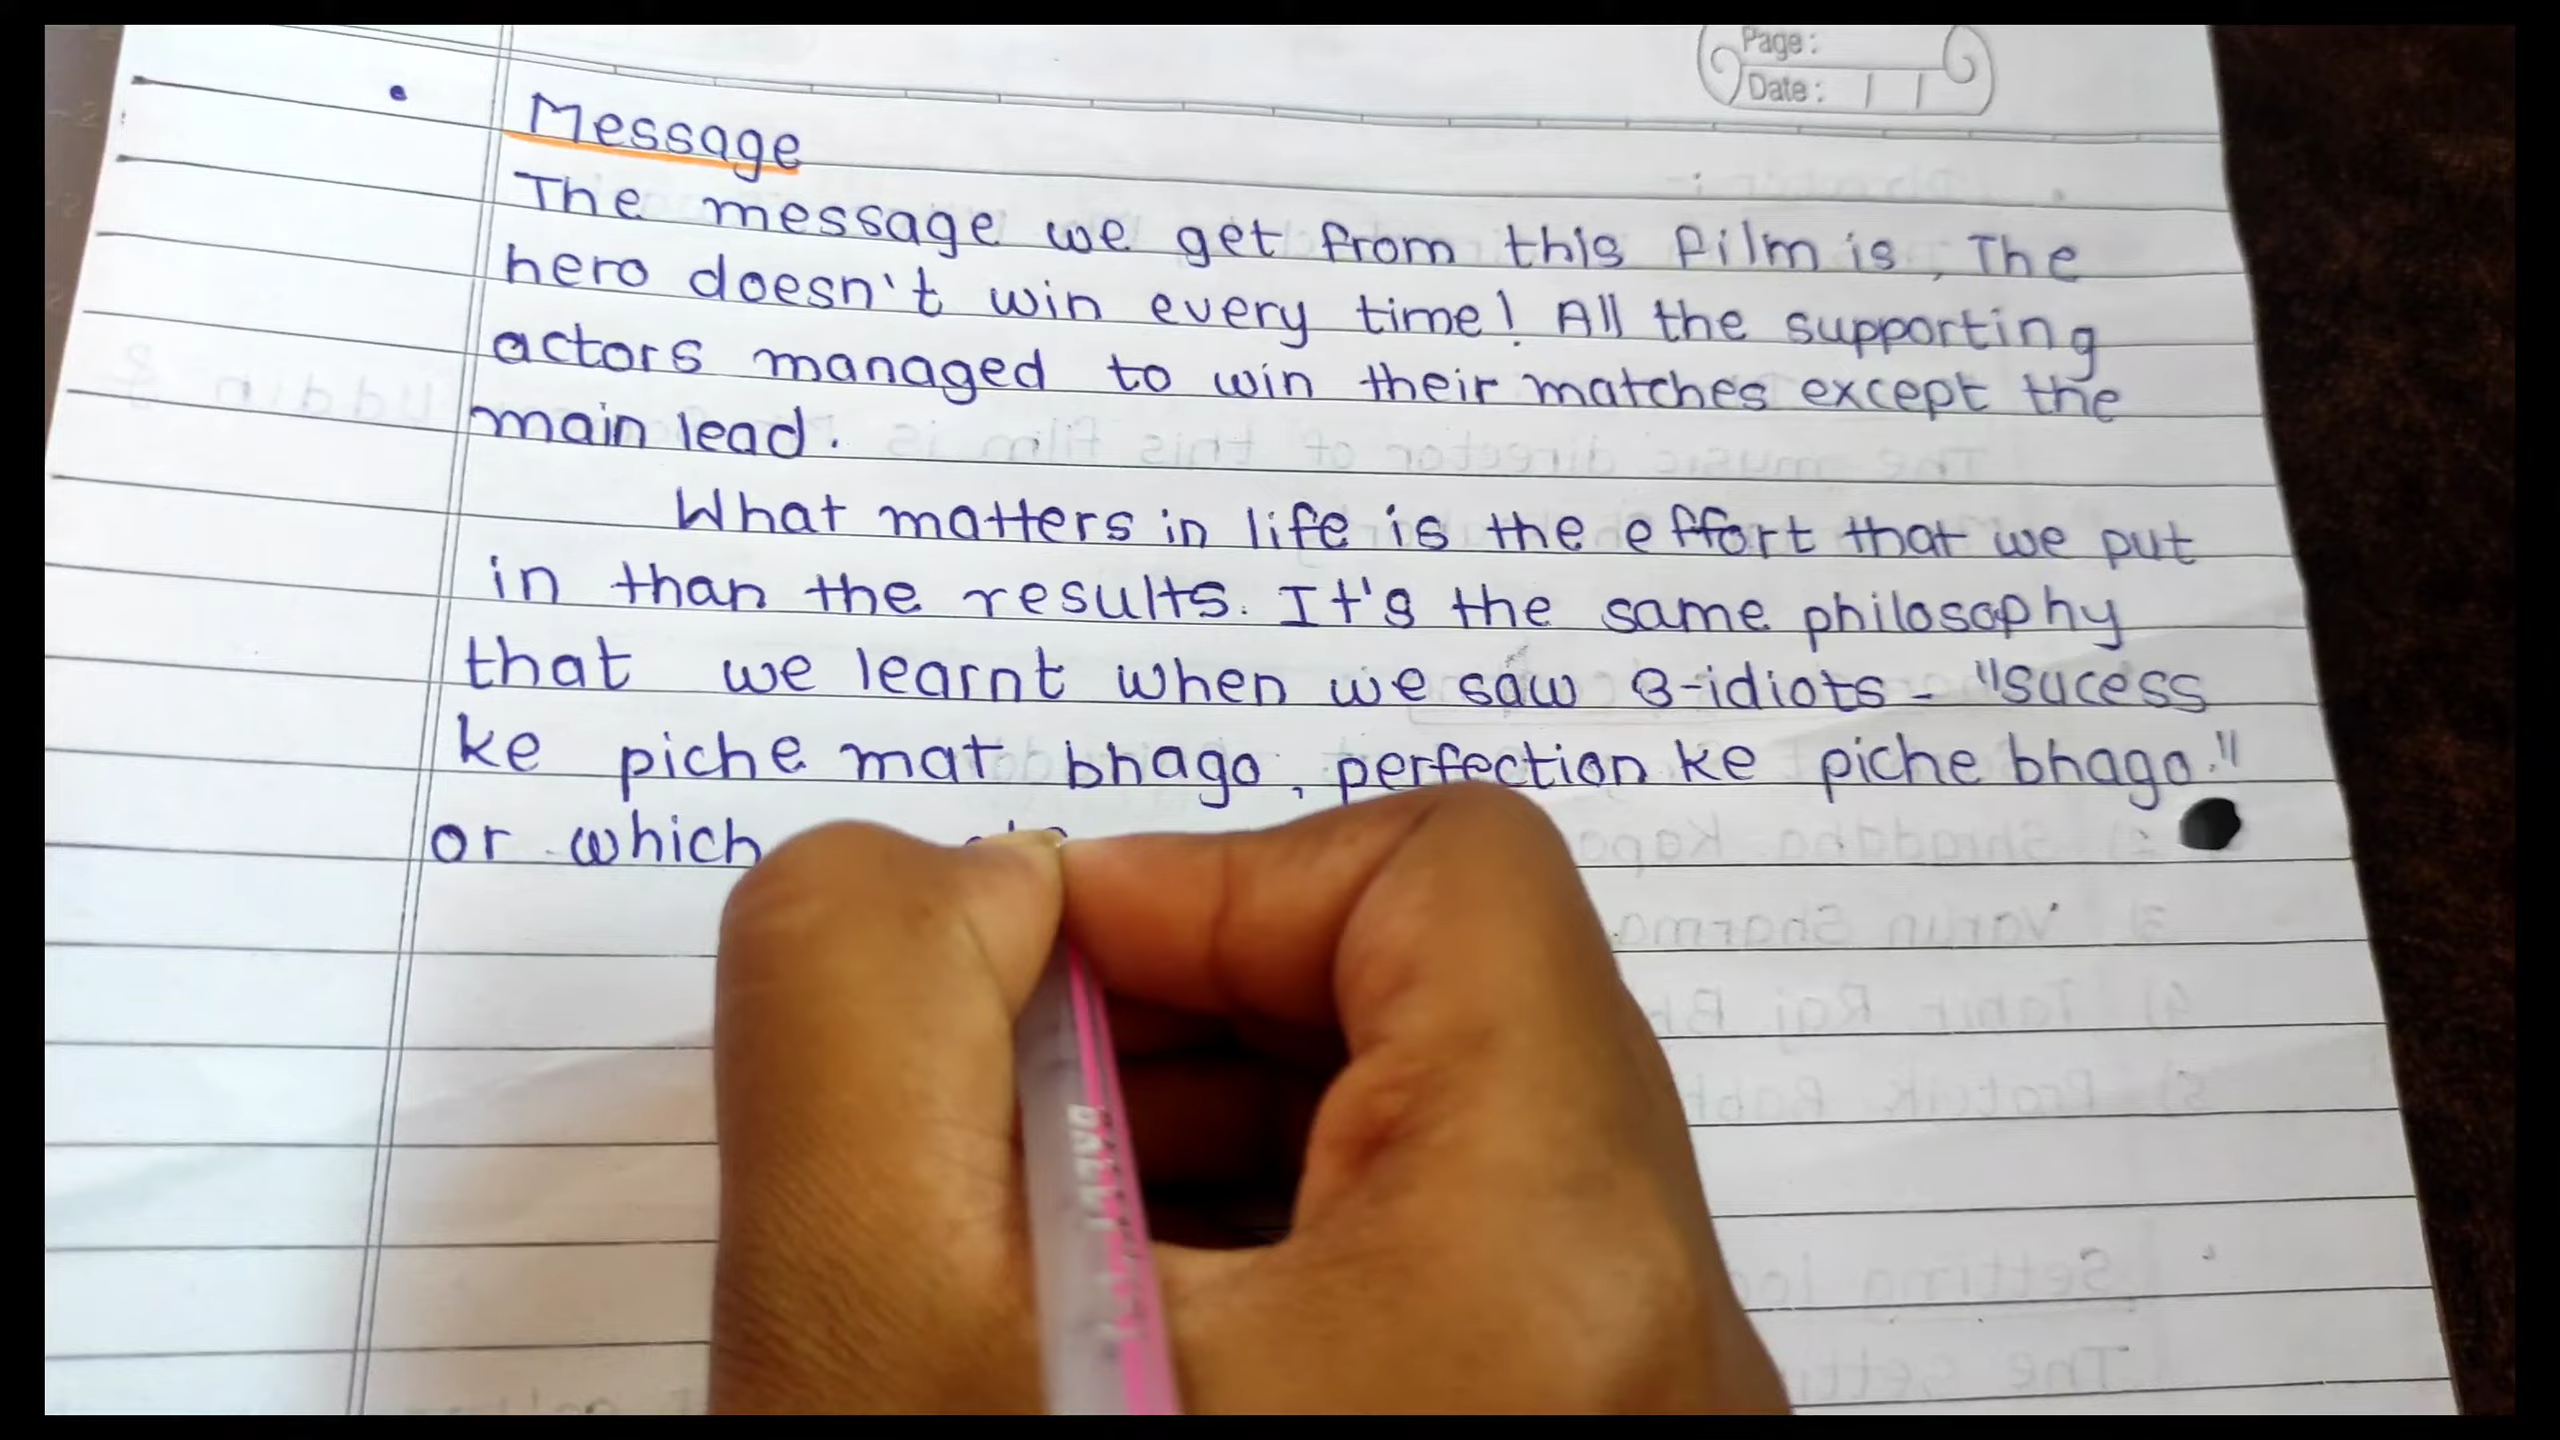 Page:
Date:
Message
The message we get from this film is, The
hero doesn't win every time! All the supporting
actors managed to win their matches except the
main lead.
What matters in life is the effort that we put
in than the results. It's the same philosophy
that we learnt when we saw 3-idiots - "sucess
ke piche mat bhago, perfection ke piche bhago."
or which